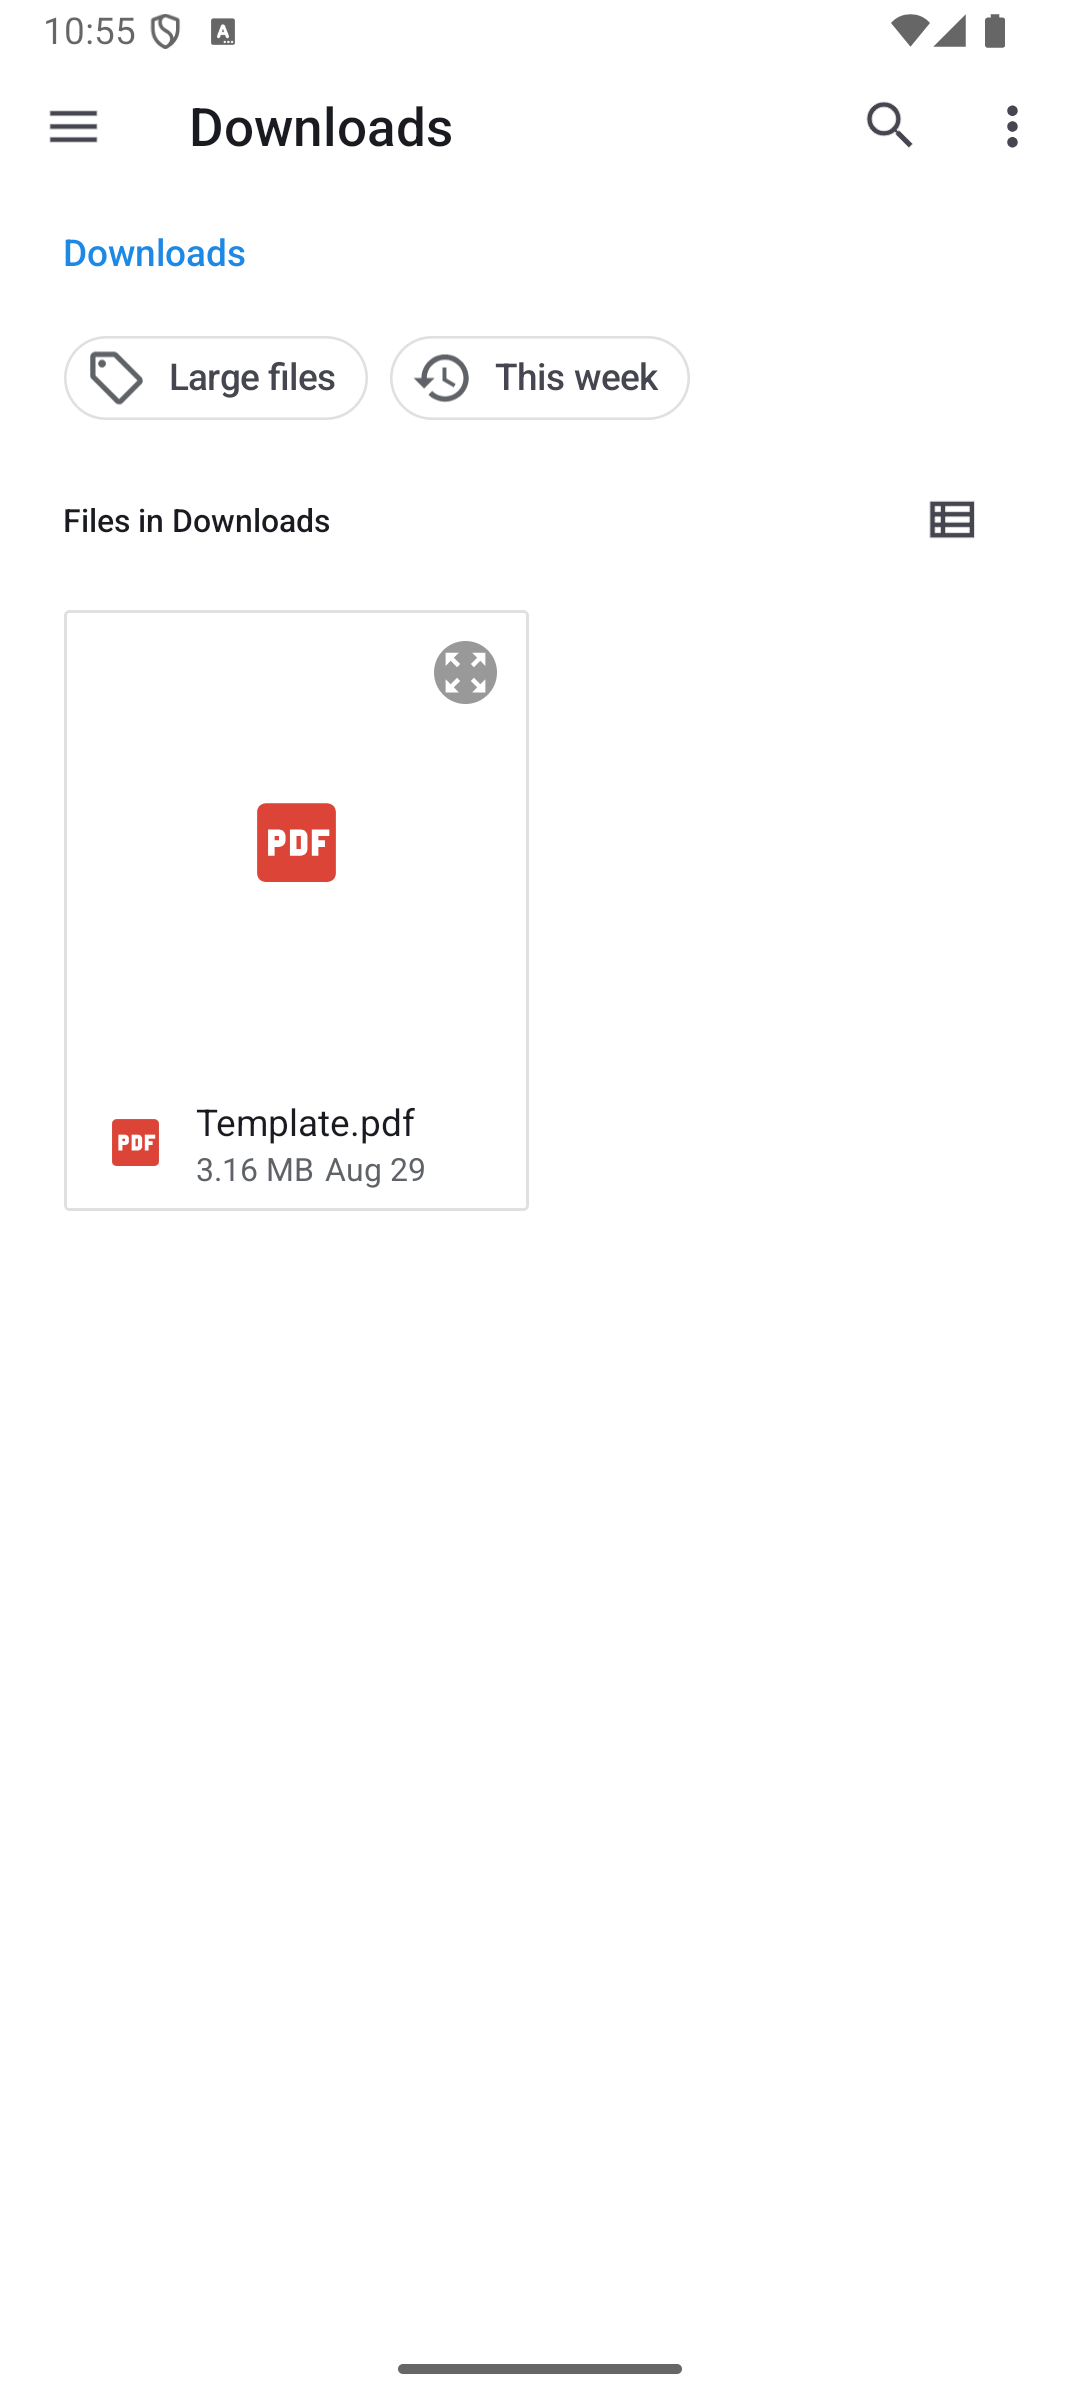 10:55
Downloads
Downloads
Large files
This week
Files in Downloads
PDF
PDF
Template.pdf
3.16 MB Aug 29